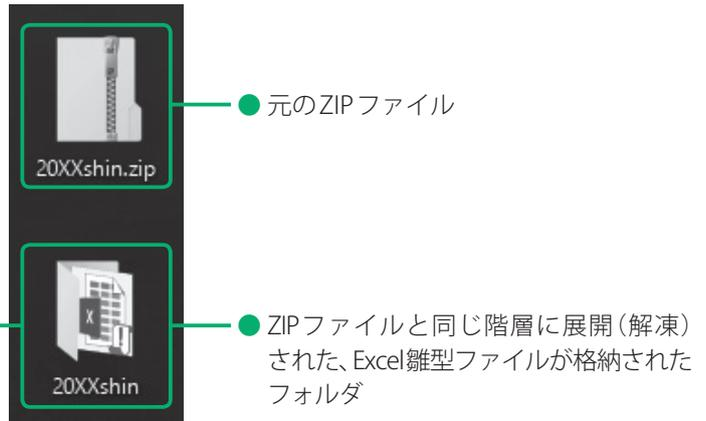 元のZIPファイル
20XXshin.zip
ZIPファイルと同じ階層に展開（解凍）
された、Excel雛型ファイルが格納された
フォルダ
X
20XXshin